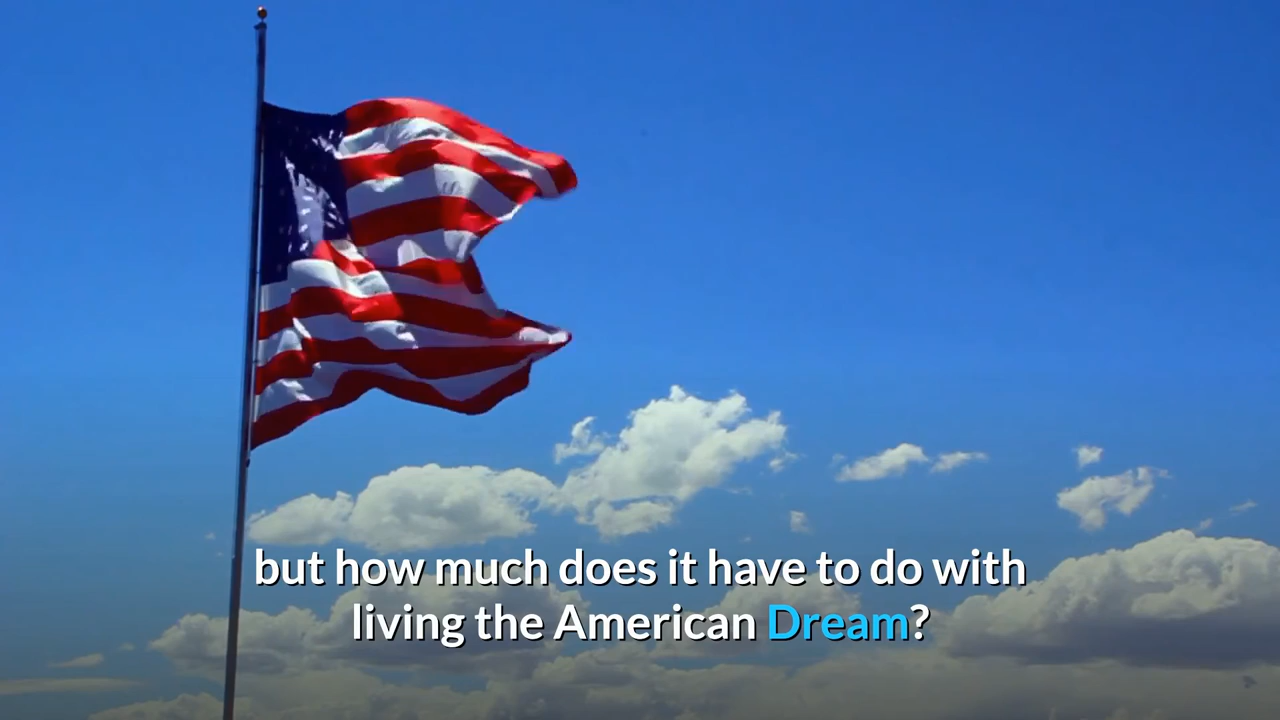 but how much does it have to do with
living the American Dream?